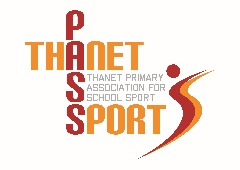 PASS
THANET
THANET PRIMARY
ASSOCIATION FOR
SCHOOL SPORT
SPORT